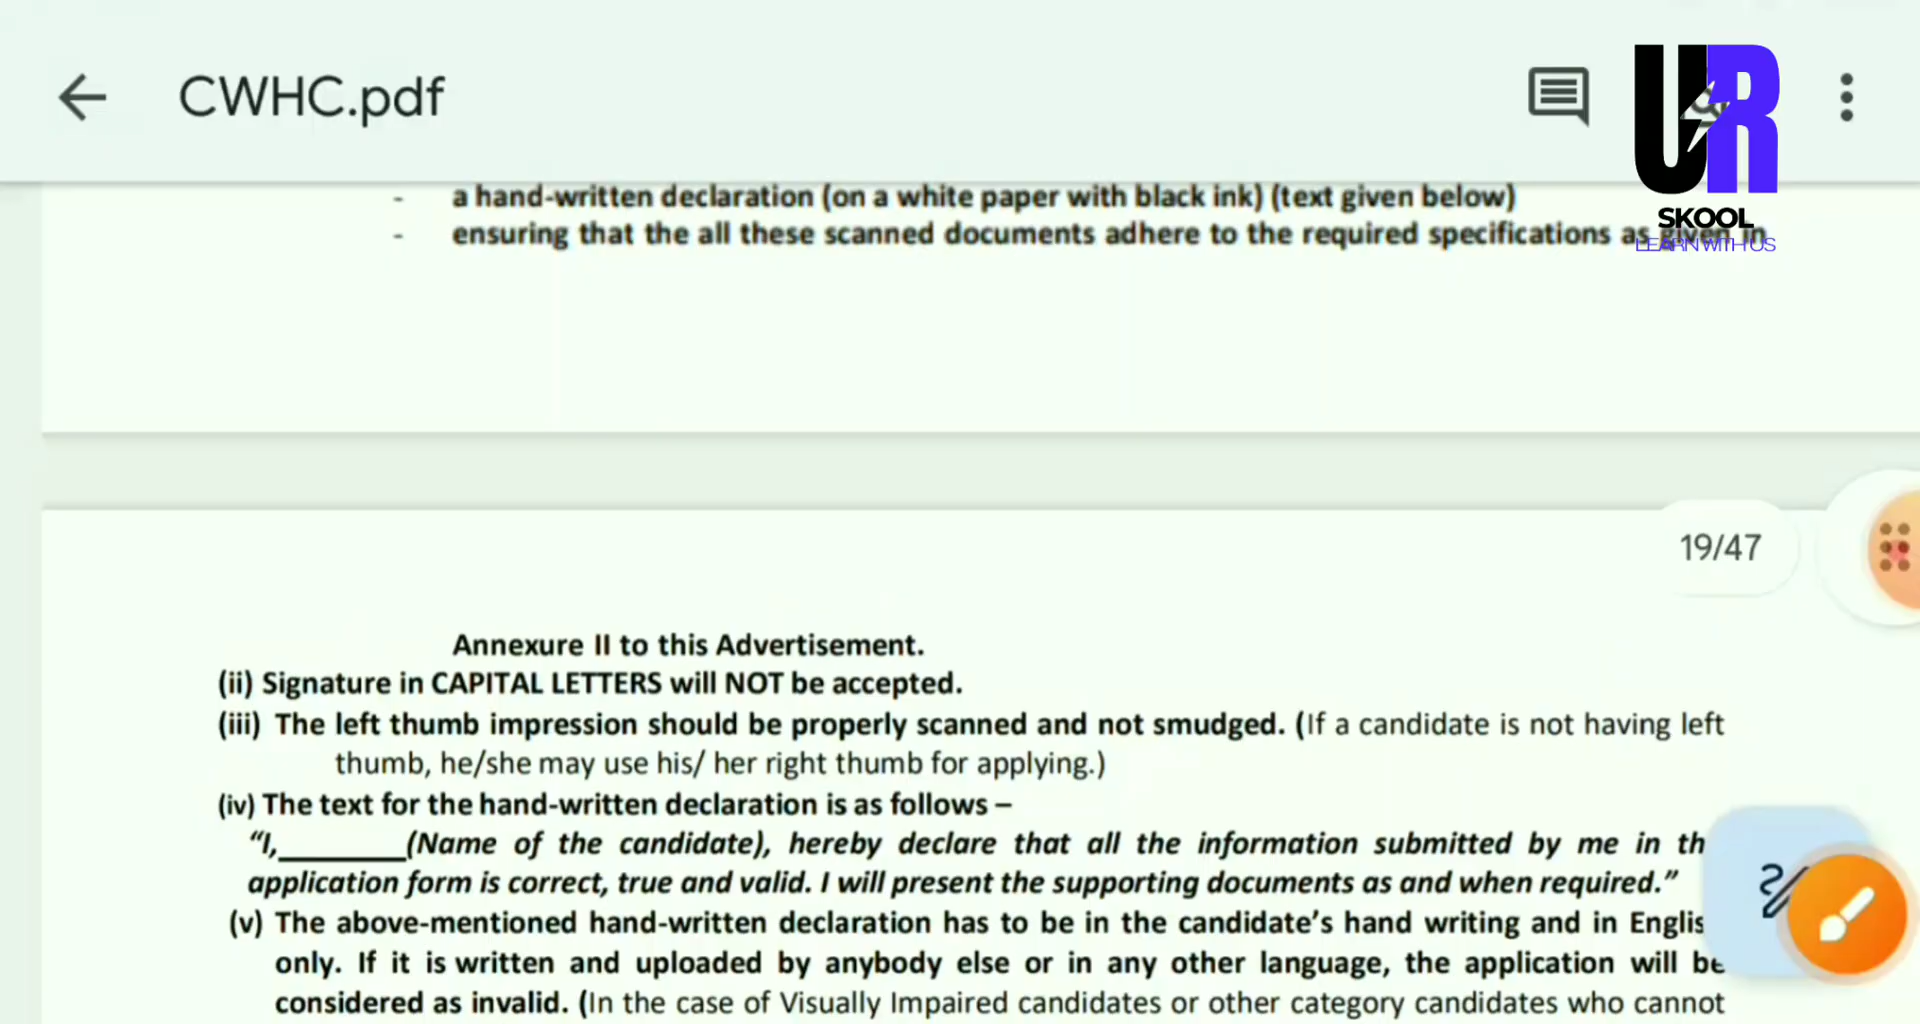 CWHC.pdf
UR
SKOOL
LEARN WITH US
- a hand-written declaration (on a white paper with black ink) (text given below)
- ensuring that the all these scanned documents adhere to the required specifications as given in
19/47
Annexure II to this Advertisement.
(ii) Signature in CAPITAL LETTERS will NOT be accepted.
(iii) The left thumb impression should be properly scanned and not smudged. (If a candidate is not having left
thumb, he/she may use his/ her right thumb for applying.)
(iv) The text for the hand-written declaration is as follows –
“I,_______(Name of the candidate), hereby declare that all the information submitted by me in th
application form is correct, true and valid. I will present the supporting documents as and when required.”
(v) The above-mentioned hand-written declaration has to be in the candidate’s hand writing and in Englis
only. If it is written and uploaded by anybody else or in any other language, the application will be
considered as invalid. (In the case of Visually Impaired candidates or other category candidates who cannot